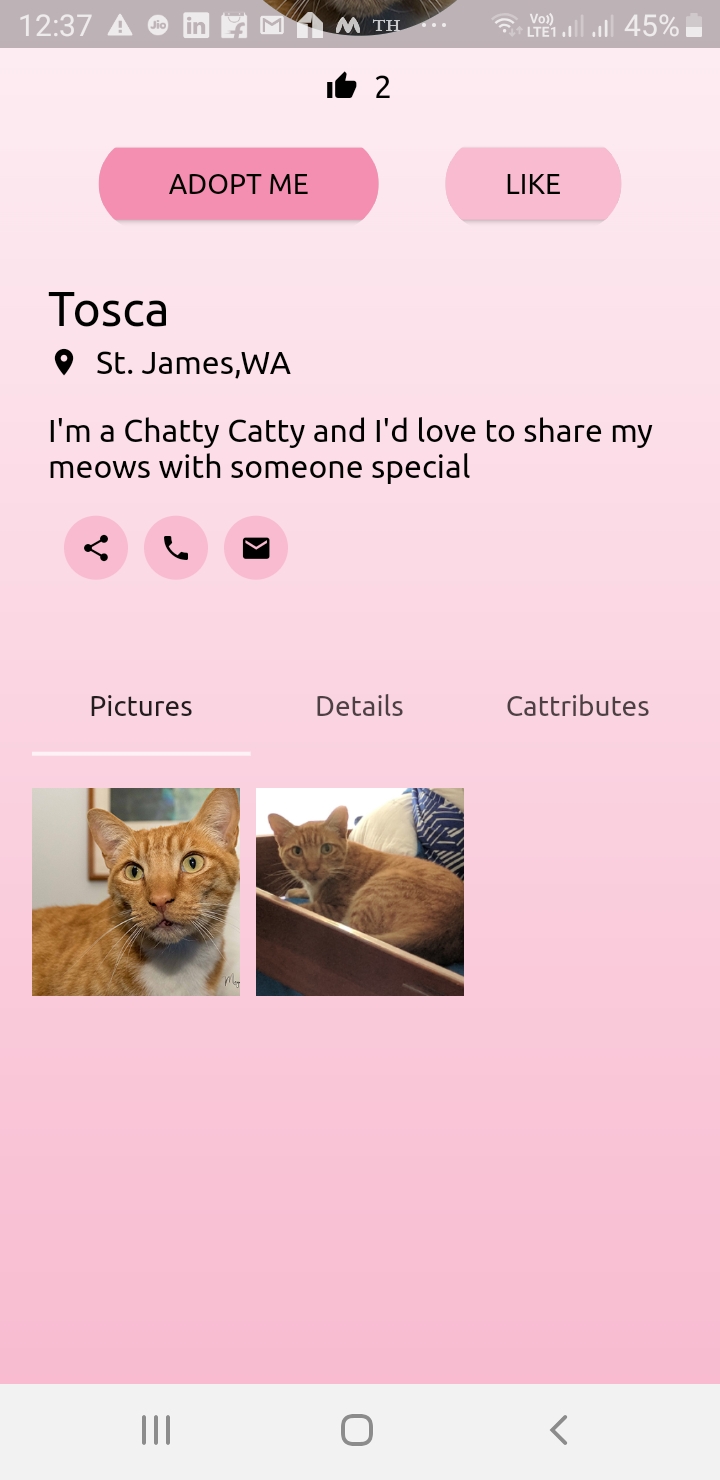 12:37 Jio in M TH ... Vo)) LTE1 45%
2
ADOPT ME LIKE
Tosca
St. James,WA
I'm a Chatty Catty and I'd love to share my
meows with someone special
Pictures Details Cattributes